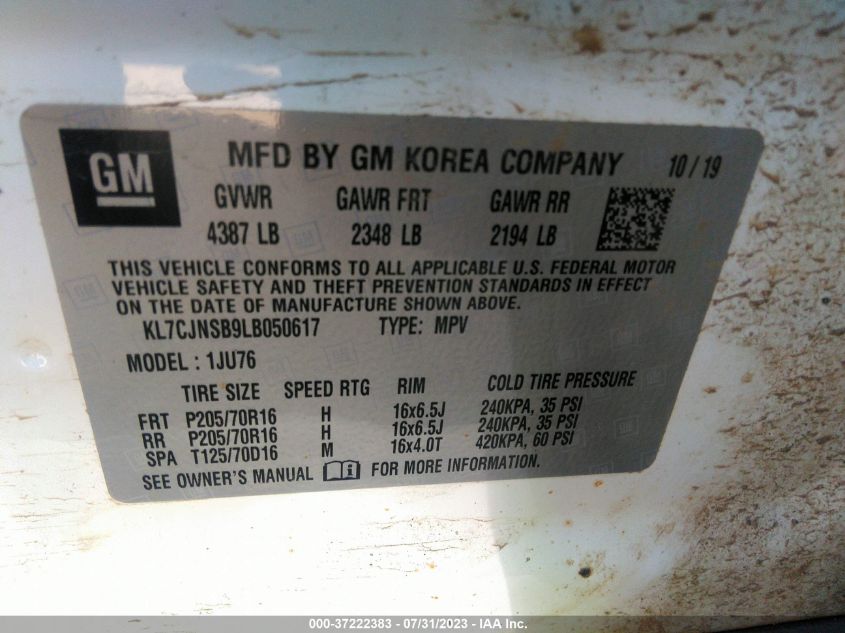 GM
MFD BY GM KOREA COMPANY 10/19
GVWR GAWR FRT GAWR RR
4387 LB 2348 LB 2194 LB
THIS VEHICLE CONFORMS TO ALL APPLICABLE U.S. FEDERAL MOTOR
VEHICLE SAFETY AND THEFT PREVENTION STANDARDS IN EFFECT
ON THE DATE OF MANUFACTURE SHOWN ABOVE.
KL7CJNSB9LB050617 TYPE: MPV
MODEL : 1JU76
TIRE SIZE SPEED RTG RIM COLD TIRE PRESSURE
FRT P205/70R16 H 16x6.5J 240KPA, 35 PSI
RR P205/70R16 H 16x6.5J 240KPA, 35 PSI
SPA T125/70D16 M 16x4.0T 420KPA, 60 PSI
SEE OWNER'S MANUAL FOR MORE INFORMATION.
000-37222383 - 07/31/2023 - IAA Inc.